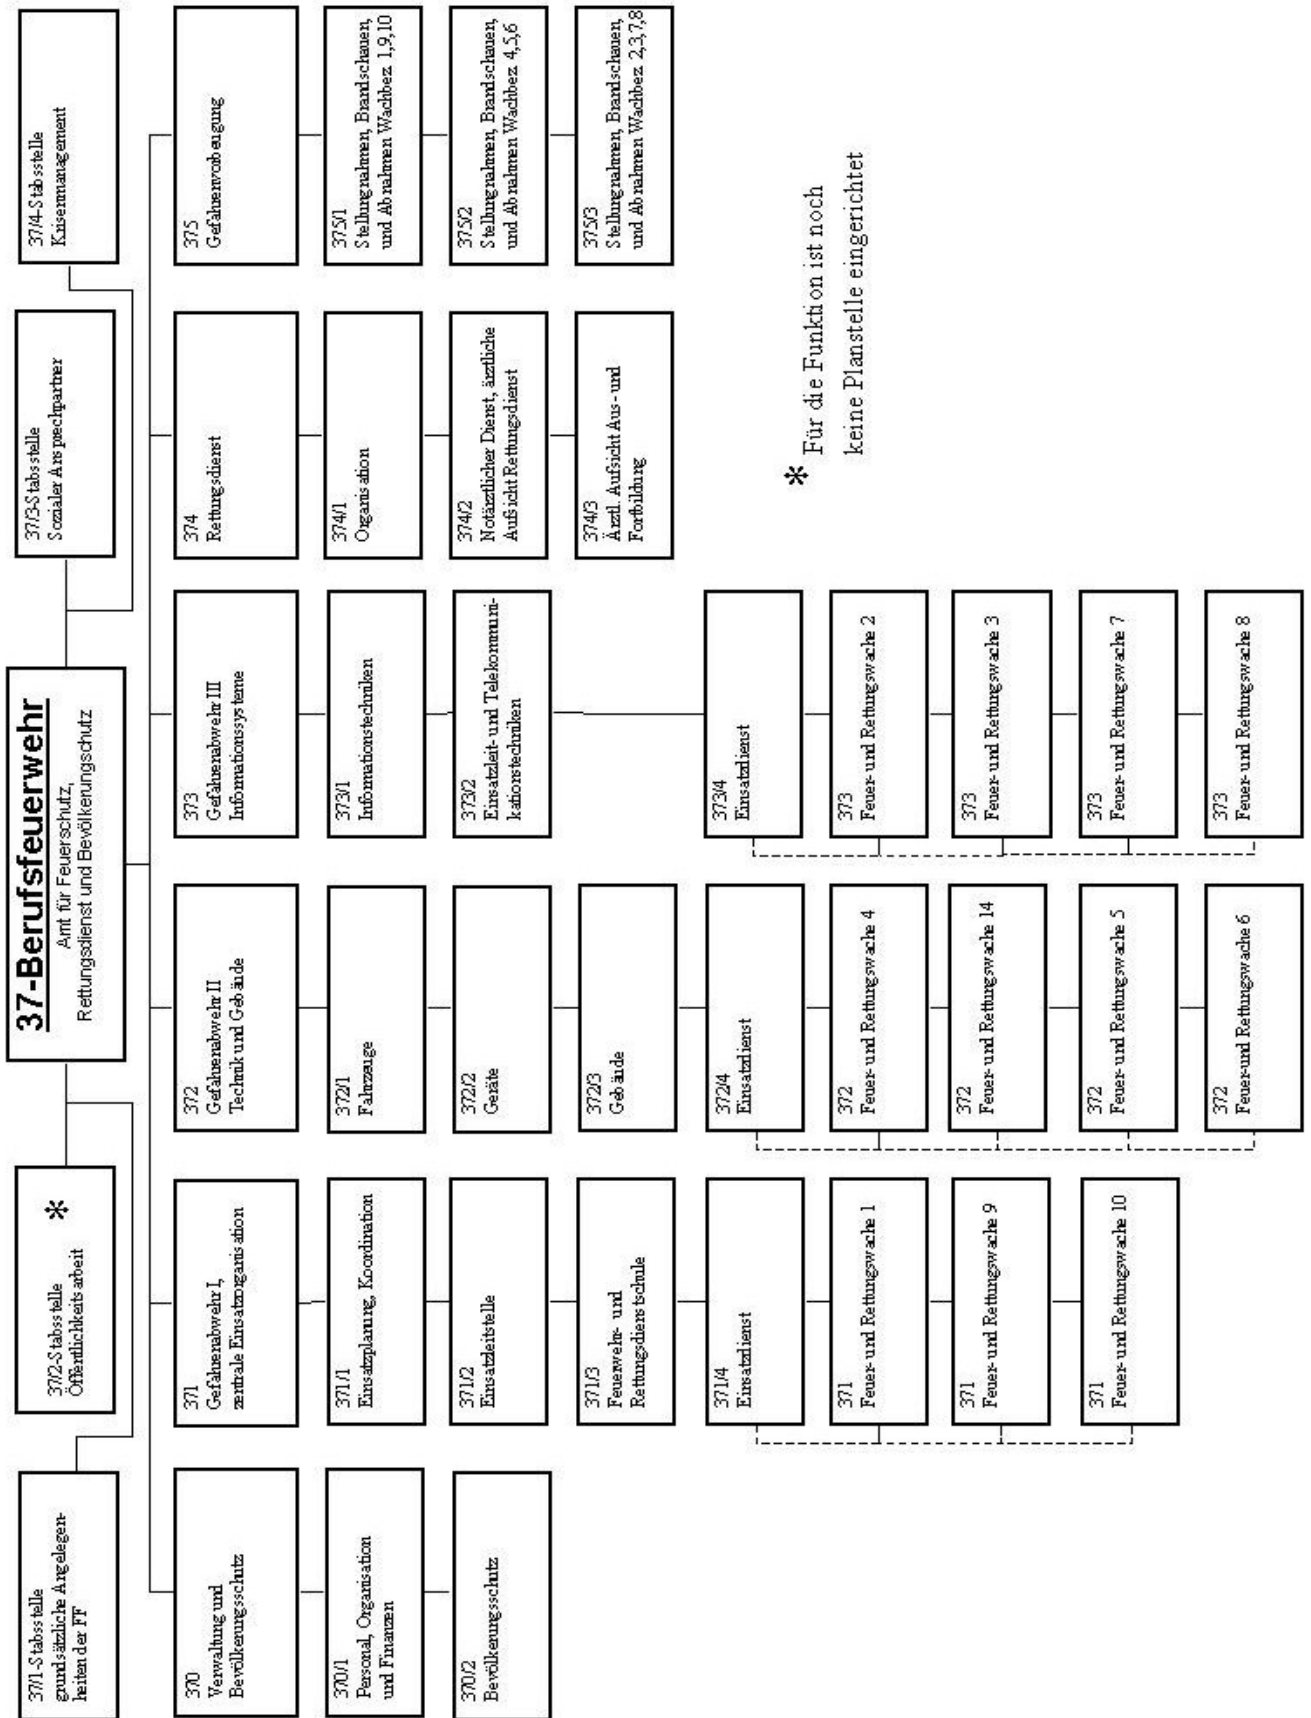 37-Berufsfeuerwehr
Amt für Feuerschutz,
Rettungsdienst und Bevölkerungschutz
37/1-Stabsstelle
grundsätzliche Angelegen-
heiten der FF
37/2-Stabsstelle
Öffentlichkeitsarbeit
*
37/3-Stabsstelle
Sozialer Ansprechpartner
37/4-Stabsstelle
Krisenmanagement
370
Verwaltung und
Bevölkerungsschutz
370/1
Personal, Organisation
und Finanzen
370/2
Bevölkerungsschutz
371
Gefahrenabwehr I,
zentrale Einsatzorganisation
371/1
Einsatzplanung, Koordination
371/2
Einsatzleitstelle
371/3
Feuerwehr- und
Rettungsdienstschule
371/4
Einsatzdienst
371
Feuer- und Rettungswache 1
371
Feuer- und Rettungswache 9
371
Feuer- und Rettungswache 10
372
Gefahrenabwehr II
Technik und Gebäude
372/1
Fahrzeuge
372/2
Geräte
372/3
Gebäude
372/4
Einsatzdienst
372
Feuer- und Rettungswache 4
372
Feuer- und Rettungswache 14
372
Feuer- und Rettungswache 5
372
Feuer-und Rettungswache 6
373
Gefahrenabwehr III
Informationssysteme
373/1
Informationstechniken
373/2
Einsatzleit- und Telekommuni-
kationstechniken
373/4
Einsatzdienst
373
Feuer- und Rettungswache 2
373
Feuer- und Rettungswache 3
373
Feuer- und Rettungswache 7
373
Feuer- und Rettungswache 8
374
Rettungsdienst
374/1
Organisation
374/2
Notärztlicher Dienst, ärztliche
Aufsicht Rettungsdienst
374/3
Ärztl. Aufsicht Aus- und
Fortbildung
375
Gefahrenvorbeugung
375/1
Stellungnahmen, Brandschauen,
und Abnahmen Wachbez. 1,9,10
375/2
Stellungnahmen, Brandschauen,
und Abnahmen Wachbez. 4,5,6
375/3
Stellungnahmen, Brandschauen,
und Abnahmen Wachbez. 2,3,7,8
* Für die Funktion ist noch
keine Planstelle eingerichtet